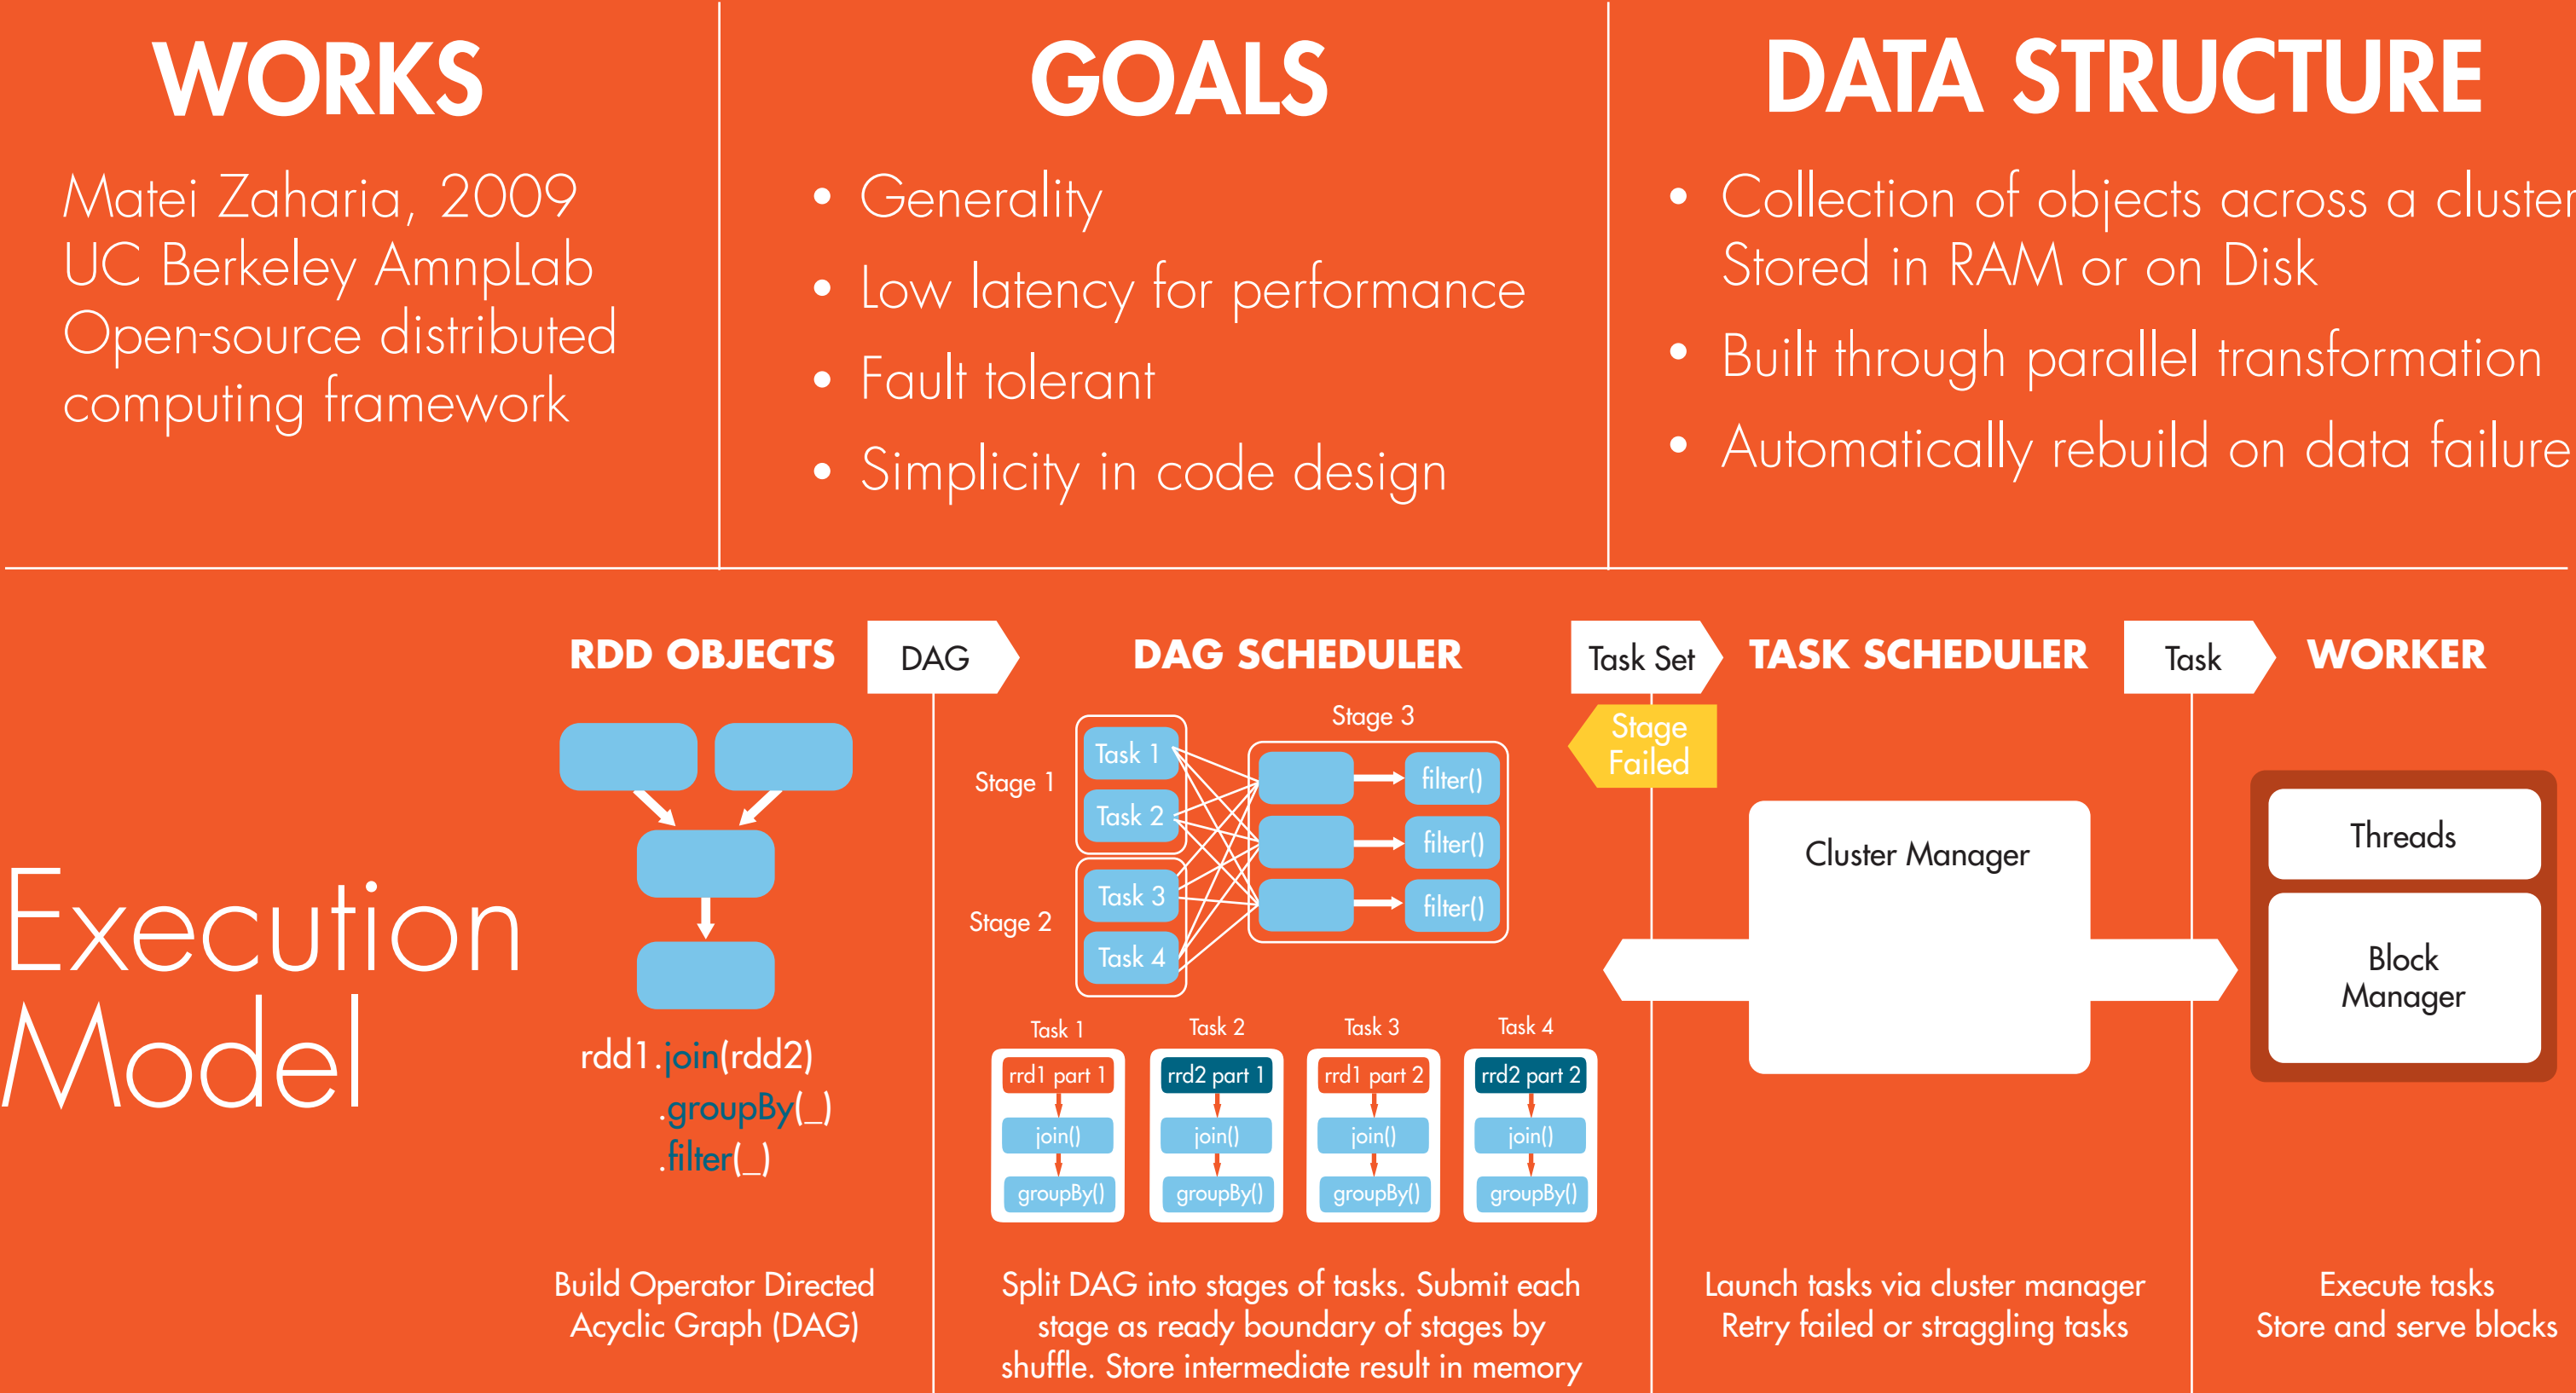 WORKS
Matei Zaharia, 2009
UC Berkeley AmnpLab
Open-source distributed
computing framework
GOALS
• Generality
• Low latency for performance
• Fault tolerant
• Simplicity in code design
DATA STRUCTURE
• Collection of objects across a cluster
Stored in RAM or on Disk
• Built through parallel transformation
• Automatically rebuild on data failure
Execution
Model
RDD OBJECTS
rdd1.join(rdd2)
.groupBy(_)
.filter(_)
Build Operator Directed
Acyclic Graph (DAG)
DAG
DAG SCHEDULER
Stage 1
Task 1
Task 2
Stage 2
Task 3
Task 4
Stage 3
filter()
filter()
filter()
Task 1
rrd1 part 1
join()
groupBy()
Task 2
rrd2 part 1
join()
groupBy()
Task 3
rrd1 part 2
join()
groupBy()
Task 4
rrd2 part 2
join()
groupBy()
Split DAG into stages of tasks. Submit each
stage as ready boundary of stages by
shuffle. Store intermediate result in memory
Task Set
Stage
Failed
TASK SCHEDULER
Cluster Manager
Launch tasks via cluster manager
Retry failed or straggling tasks
Task
WORKER
Threads
Block
Manager
Execute tasks
Store and serve blocks